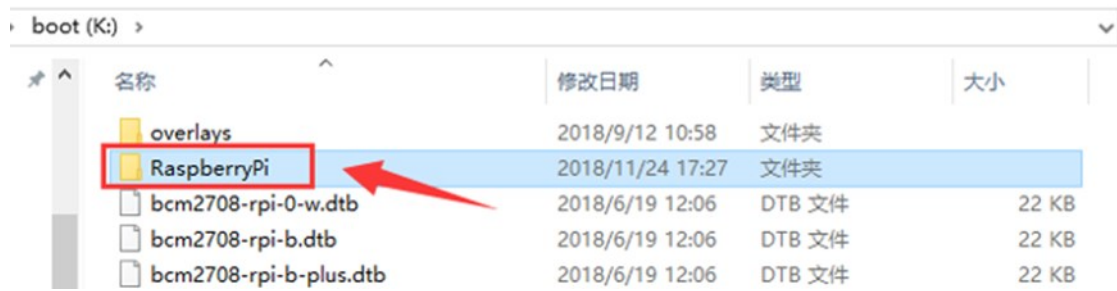 › boot (K:) ›
名称 修改日期 类型 大小
overlays 2018/9/12 10:58 文件夹
RaspberryPi 2018/11/24 17:27 文件夹
bcm2708-rpi-0-w.dtb 2018/6/19 12:06 DTB 文件 22 KB
bcm2708-rpi-b.dtb 2018/6/19 12:06 DTB 文件 22 KB
bcm2708-rpi-b-plus.dtb 2018/6/19 12:06 DTB 文件 22 KB